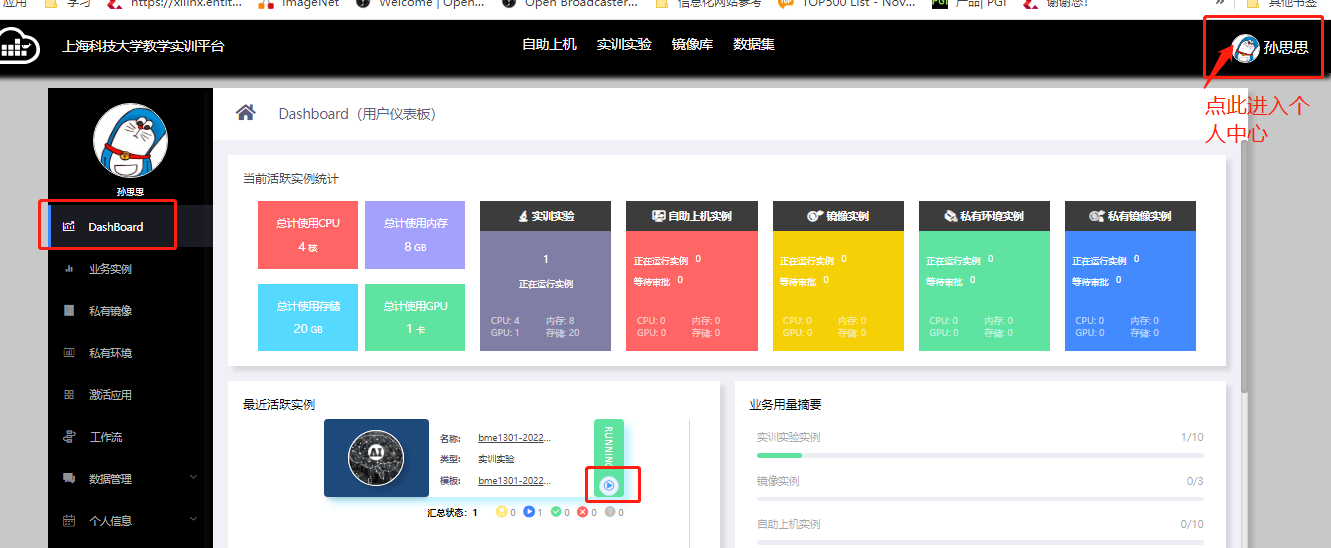 应用 学习 https://xilinx.entit... ImageNet Welcome | Open... Open Broadcaster... 信息化网站参考 TOP500 List - Nov... PGI 产品| PGI 谢谢您! » 其他书签
上海科技大学教学实训平台 自助上机 实训实验 镜像库 数据集 孙思思
点此进入个
人中心
孙思思
DashBoard
业务实例
私有镜像
私有环境
激活应用
工作流
数据管理
个人信息
Dashboard（用户仪表板）
当前活跃实例统计
总计使用CPU
4 核
总计使用内存
8 GB
总计使用存储
20 GB
总计使用GPU
1 卡
实训实验
1
正在运行实例
CPU: 4 内存: 8
GPU: 1 存储: 20
自助上机实例
正在运行实例 0
等待审批 0
CPU: 0 内存: 0
GPU: 0 存储: 0
镜像实例
正在运行实例 0
等待审批 0
CPU: 0 内存: 0
GPU: 0 存储: 0
私有环境实例
正在运行实例 0
等待审批 0
CPU: 0 内存: 0
GPU: 0 存储: 0
私有镜像实例
正在运行实例 0
等待审批 0
CPU: 0 内存: 0
GPU: 0 存储: 0
最近活跃实例
AI
名称: bme1301-2022...
类型: 实训实验
模板: bme1301-2022...
RUNNING
汇总状态: 1 0 1 0 0 0
业务用量摘要
实训实验实例 1/10
镜像实例 0/3
自助上机实例 0/10